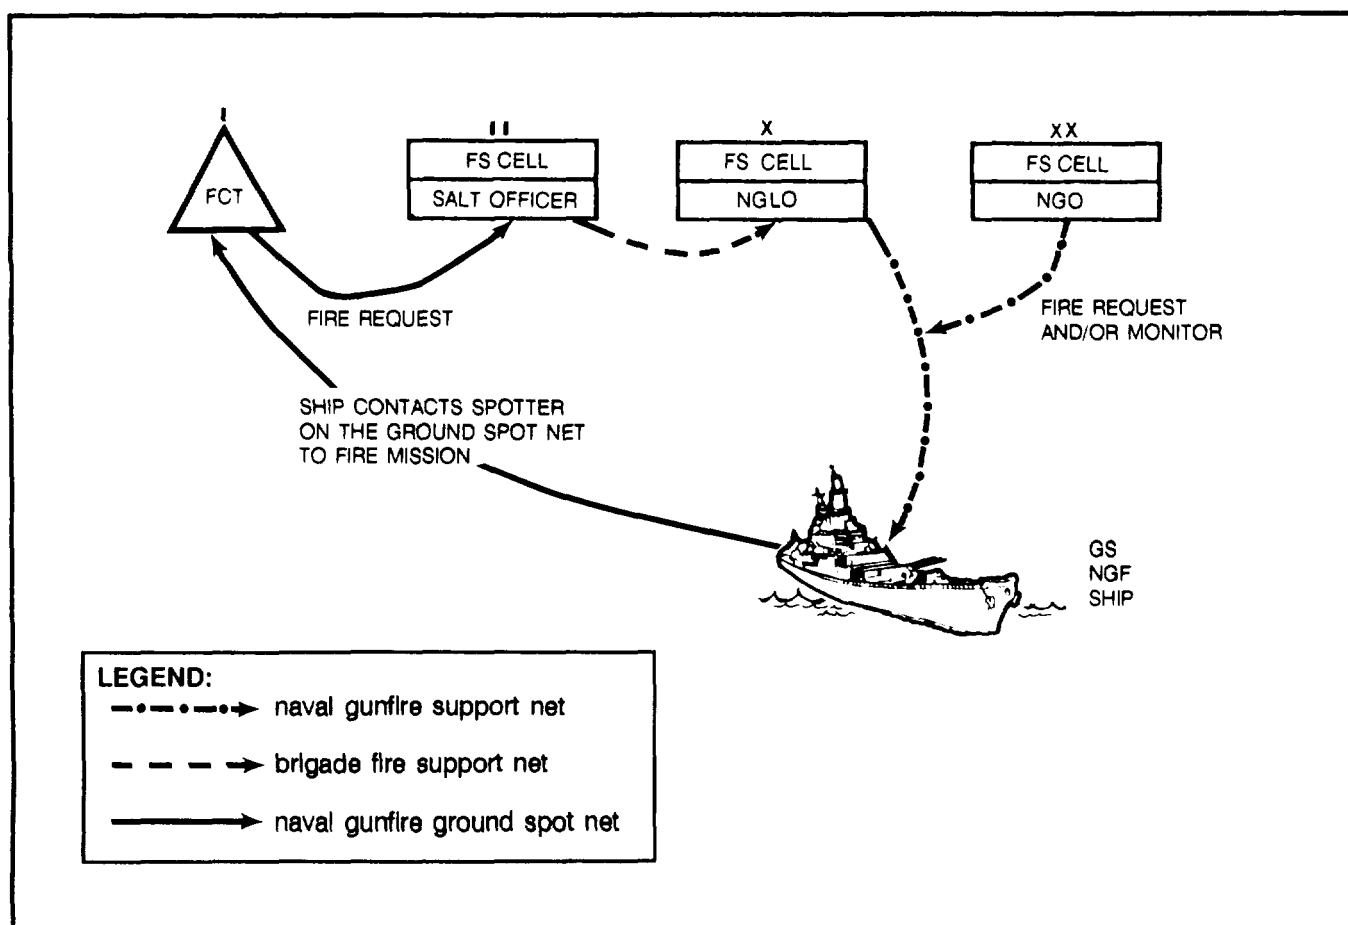 I
II
X
XX
FCT
FS CELL
SALT OFFICER
FS CELL
NGLO
FS CELL
NGO
FIRE REQUEST
FIRE REQUEST
AND/OR MONITOR
SHIP CONTACTS SPOTTER
ON THE GROUND SPOT NET
TO FIRE MISSION
GS
NGF
SHIP
LEGEND:
naval gunfire support net
brigade fire support net
naval gunfire ground spot net